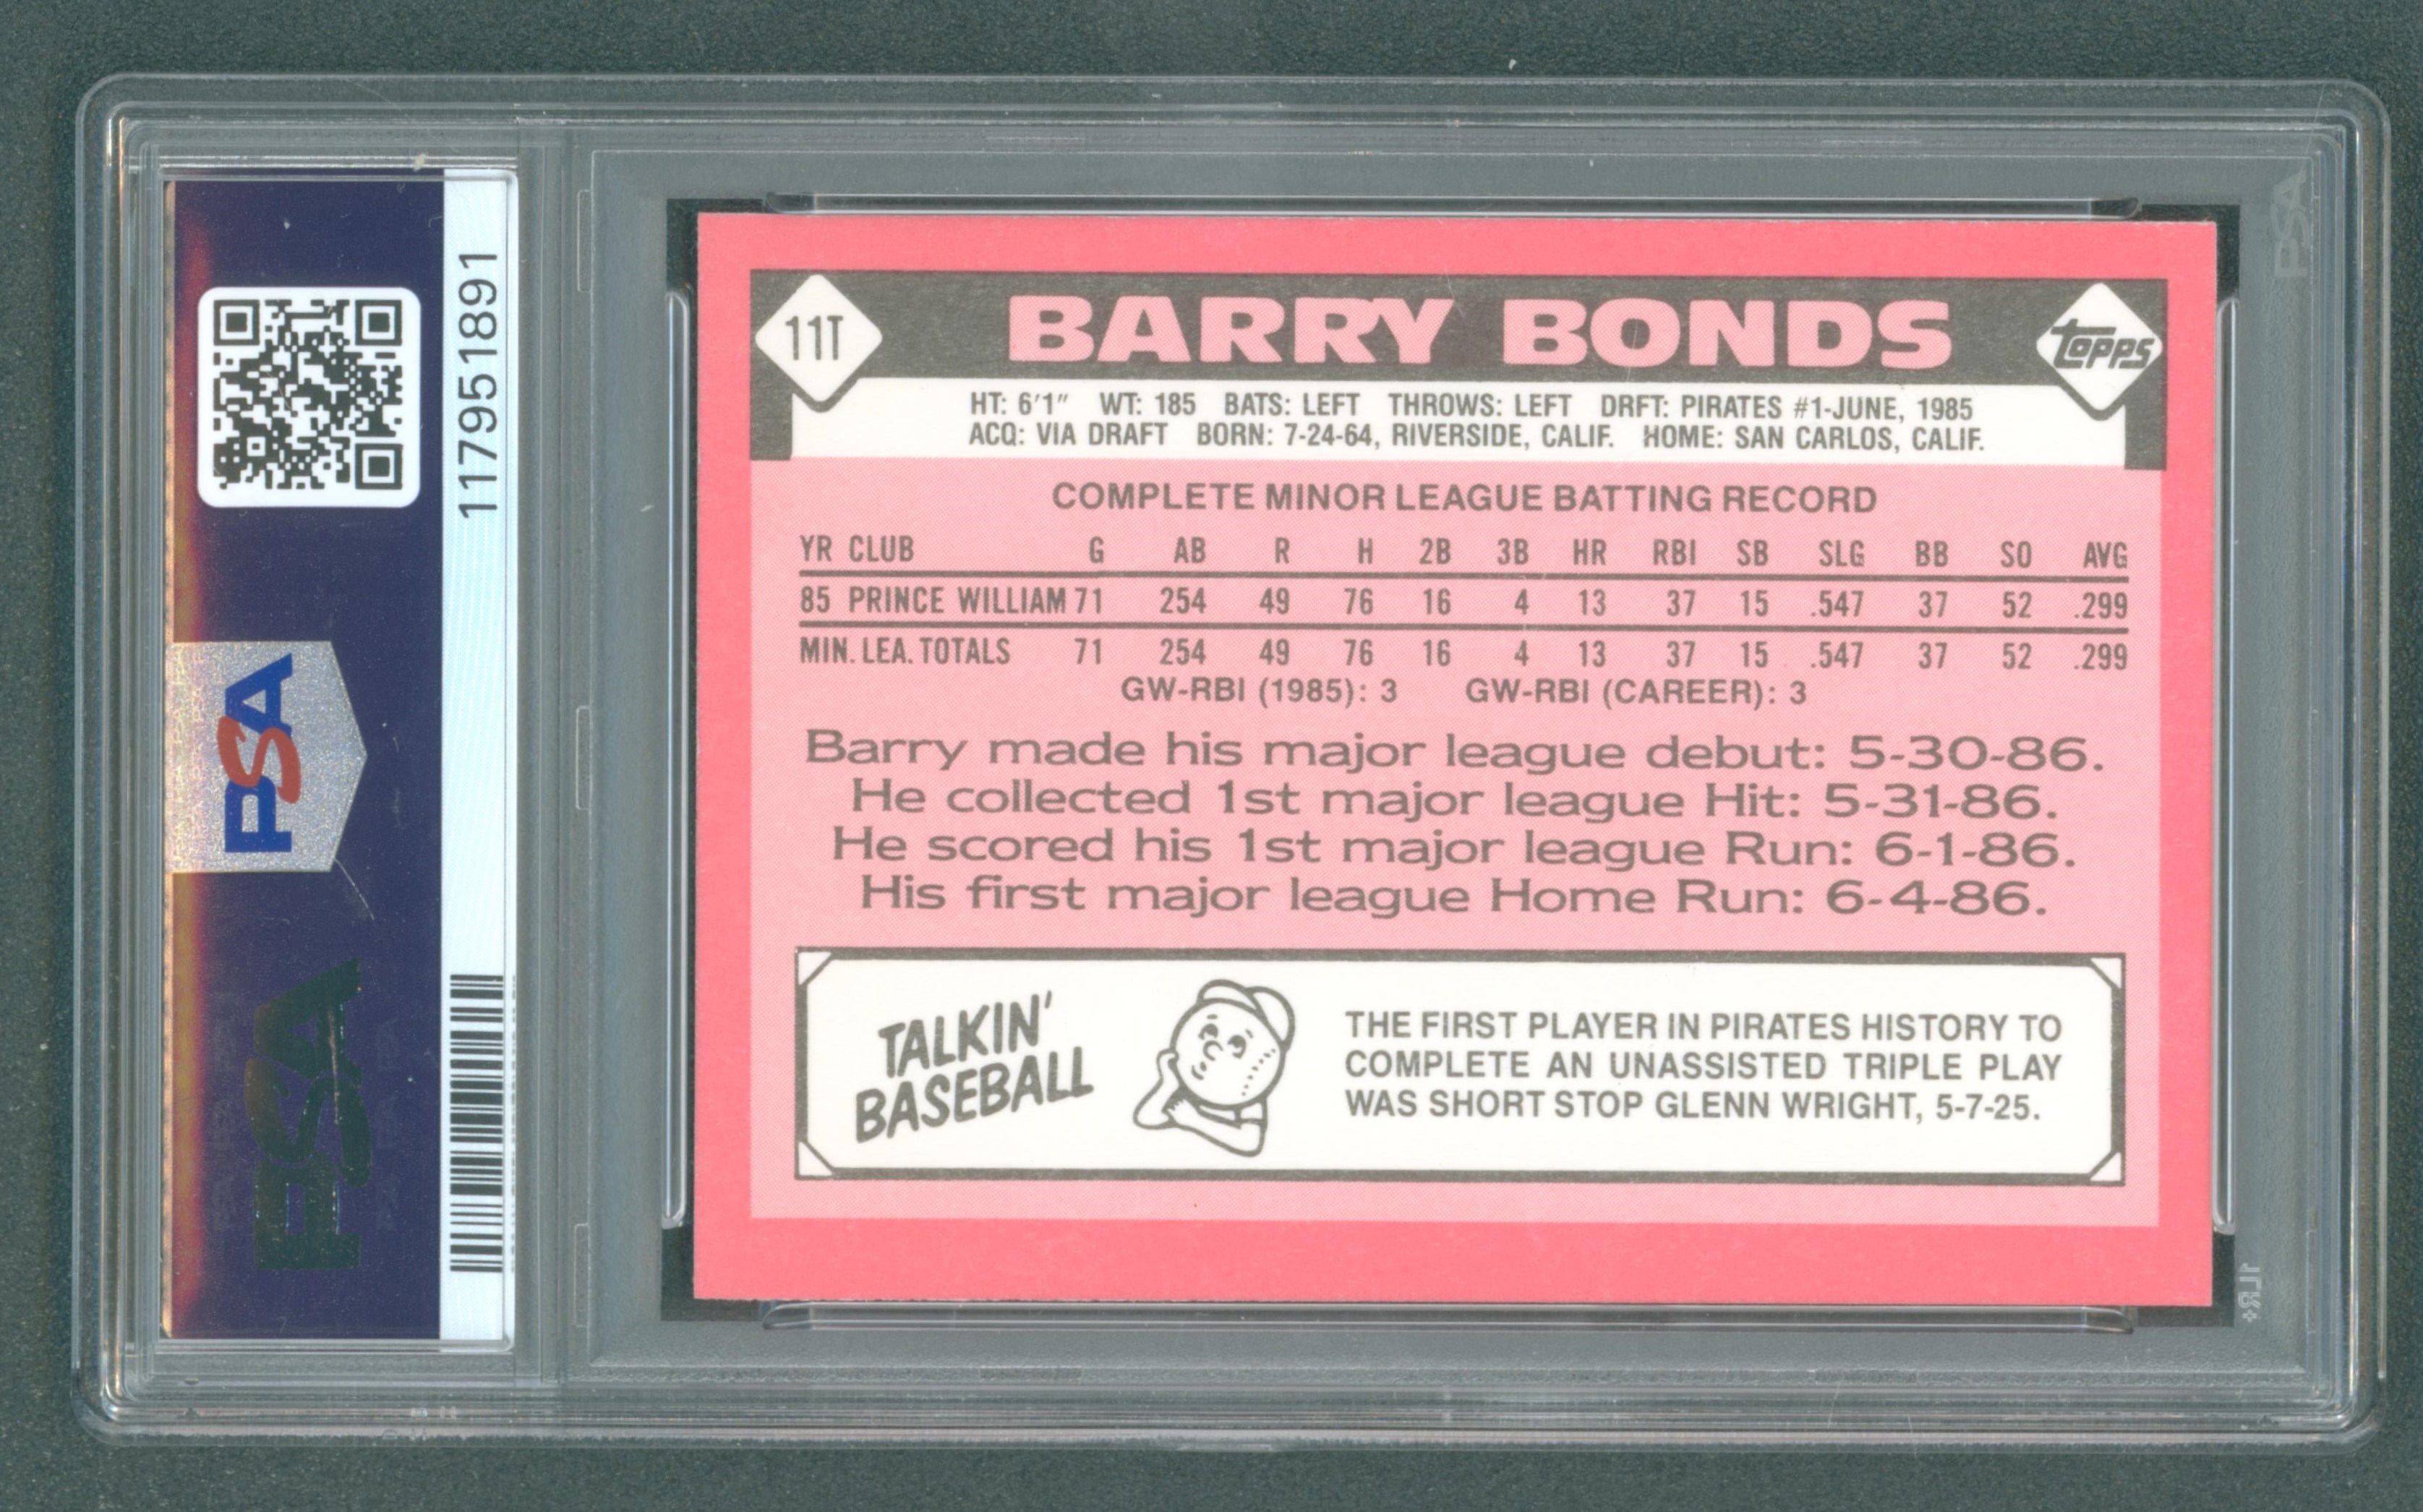 117951891
PSA
PSA
PSA
11T
BARRY BONDS
topps
HT: 6'1" WT: 185 BATS: LEFT THROWS: LEFT DRFT: PIRATES #1-JUNE, 1985
ACQ: VIA DRAFT BORN: 7-24-64, RIVERSIDE, CALIF. HOME: SAN CARLOS, CALIF.
COMPLETE MINOR LEAGUE BATTING RECORD
YR CLUB G AB R H 2B 3B HR RBI SB SLG BB SO AVG
85 PRINCE WILLIAM 71 254 49 76 16 4 13 37 15 .547 37 52 .299
MIN. LEA. TOTALS 71 254 49 76 16 4 13 37 15 .547 37 52 .299
GW-RBI (1985): 3 GW-RBI (CAREER): 3
Barry made his major league debut: 5-30-86.
He collected 1st major league Hit: 5-31-86.
He scored his 1st major league Run: 6-1-86.
His first major league Home Run: 6-4-86.
TALKIN'
BASEBALL
THE FIRST PLAYER IN PIRATES HISTORY TO
COMPLETE AN UNASSISTED TRIPLE PLAY
WAS SHORT STOP GLENN WRIGHT, 5-7-25.